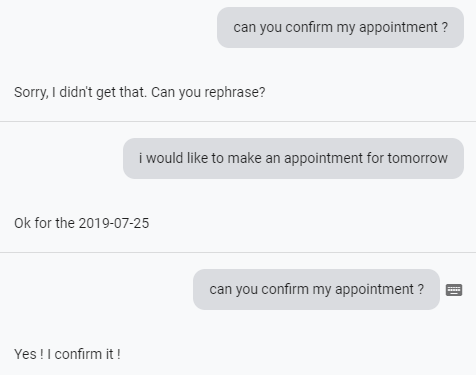 can you confirm my appointment ?
Sorry, I didn't get that. Can you rephrase?
i would like to make an appointment for tomorrow
Ok for the 2019-07-25
can you confirm my appointment ?
Yes ! I confirm it !